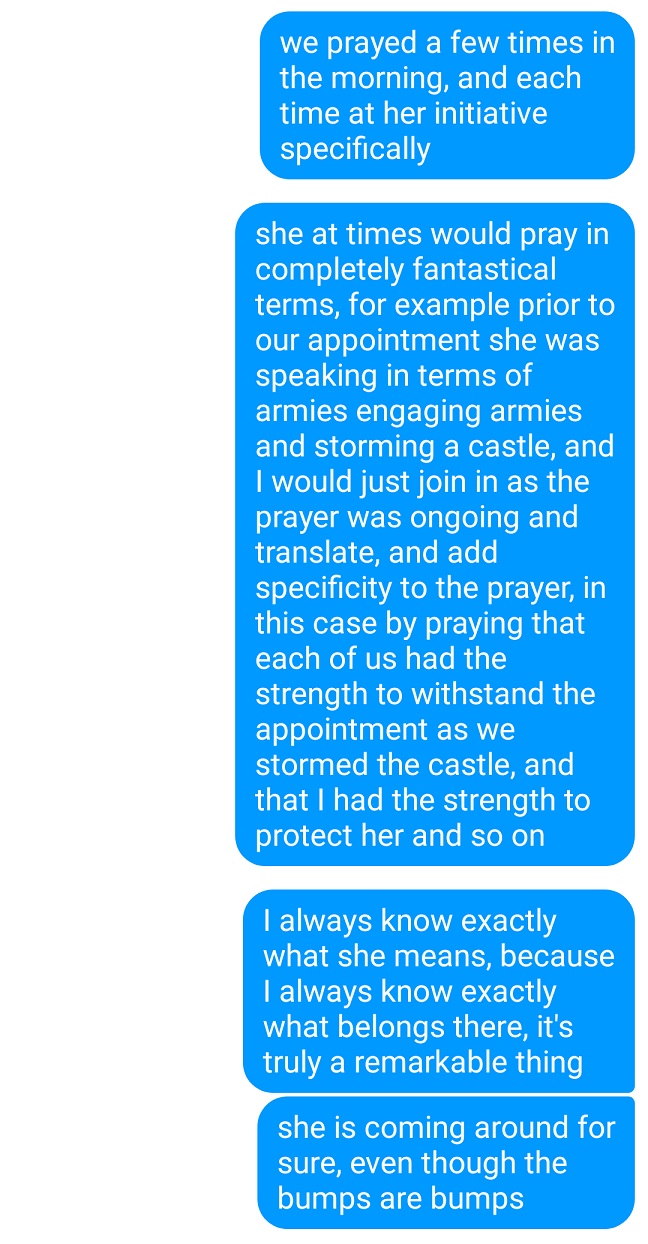 we prayed a few times in
the morning, and each
time at her initiative
specifically
she at times would pray in
completely fantastical
terms, for example prior to
our appointment she was
speaking in terms of
armies engaging armies
and storming a castle, and
I would just join in as the
prayer was ongoing and
translate, and add
specificity to the prayer, in
this case by praying that
each of us had the
strength to withstand the
appointment as we
stormed the castle, and
that I had the strength to
protect her and so on
I always know exactly
what she means, because
I always know exactly
what belongs there, it's
truly a remarkable thing
she is coming around for
sure, even though the
bumps are bumps